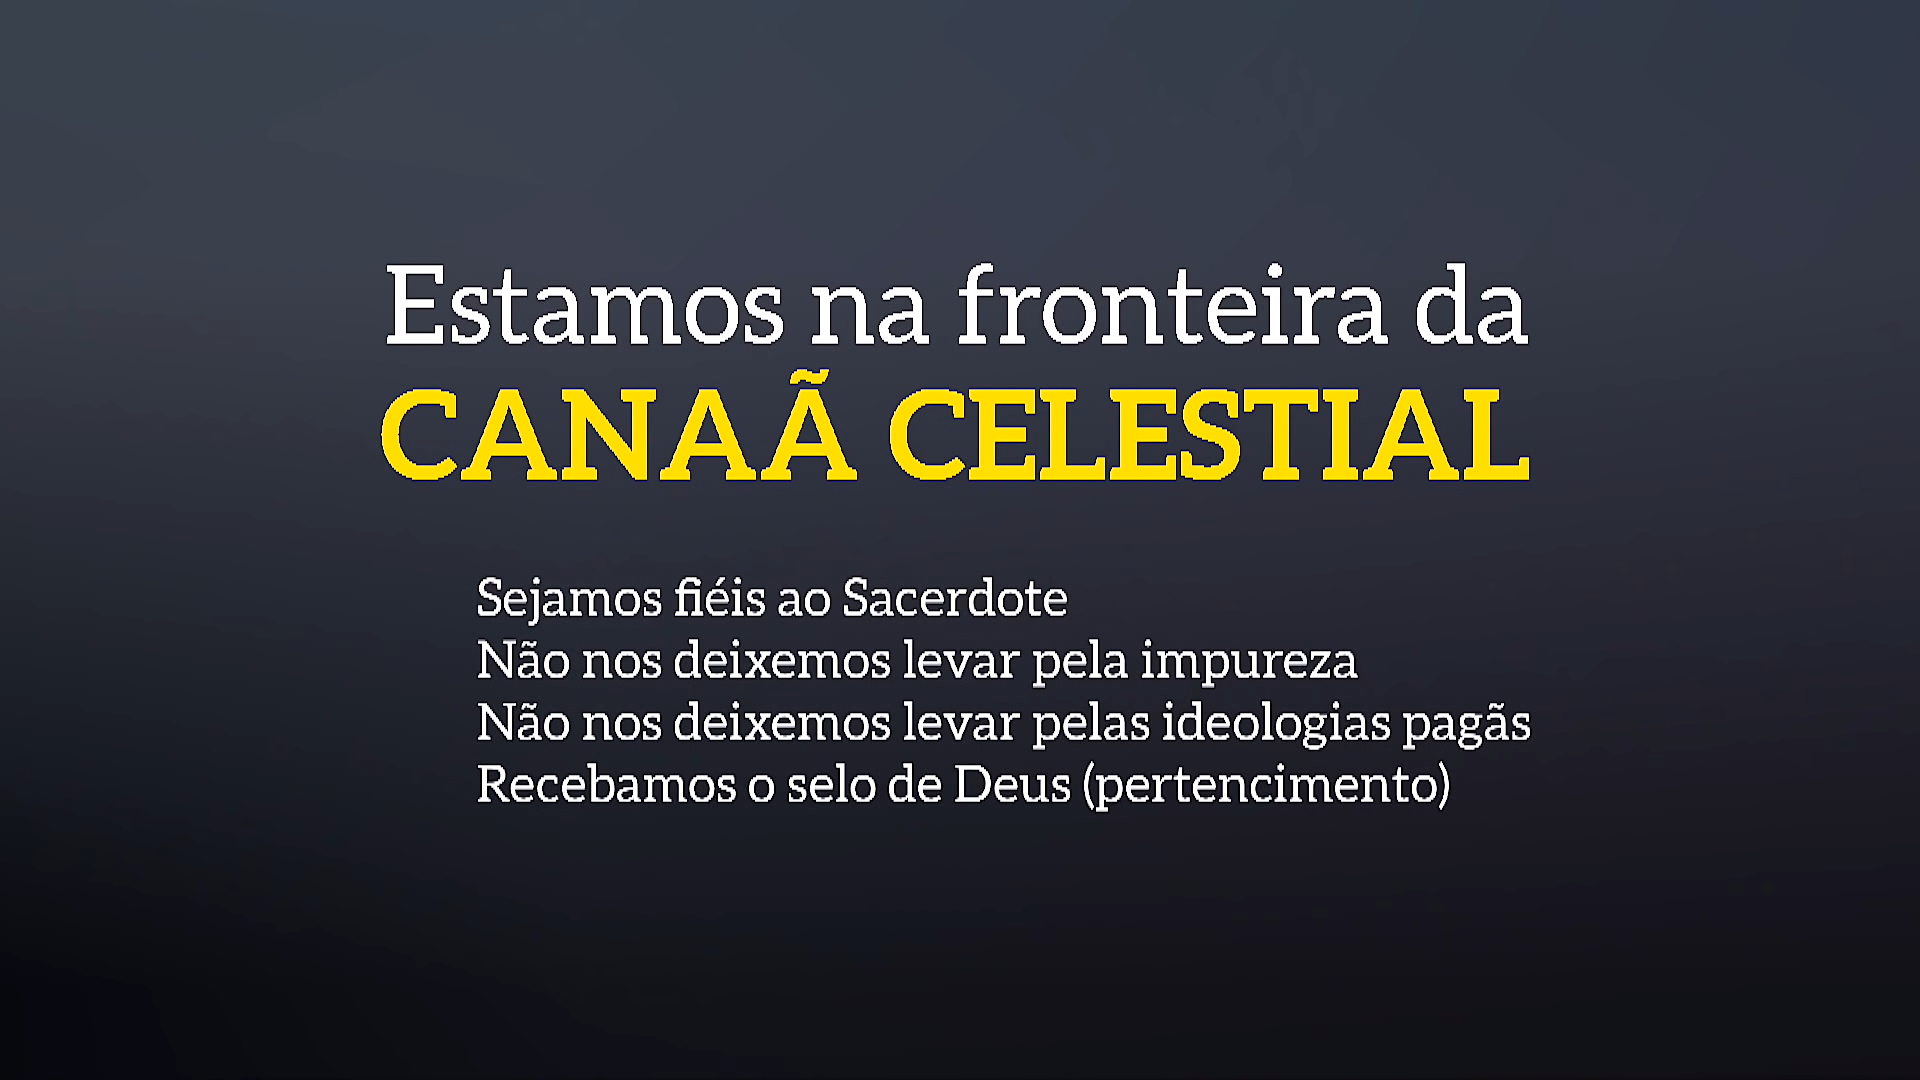 Estamos na fronteira da
CANAÃ CELESTIAL
Sejamos fiéis ao Sacerdote
Não nos deixemos levar pela impureza
Não nos deixemos levar pelas ideologias pagãs
Recebamos o selo de Deus (pertencimento)